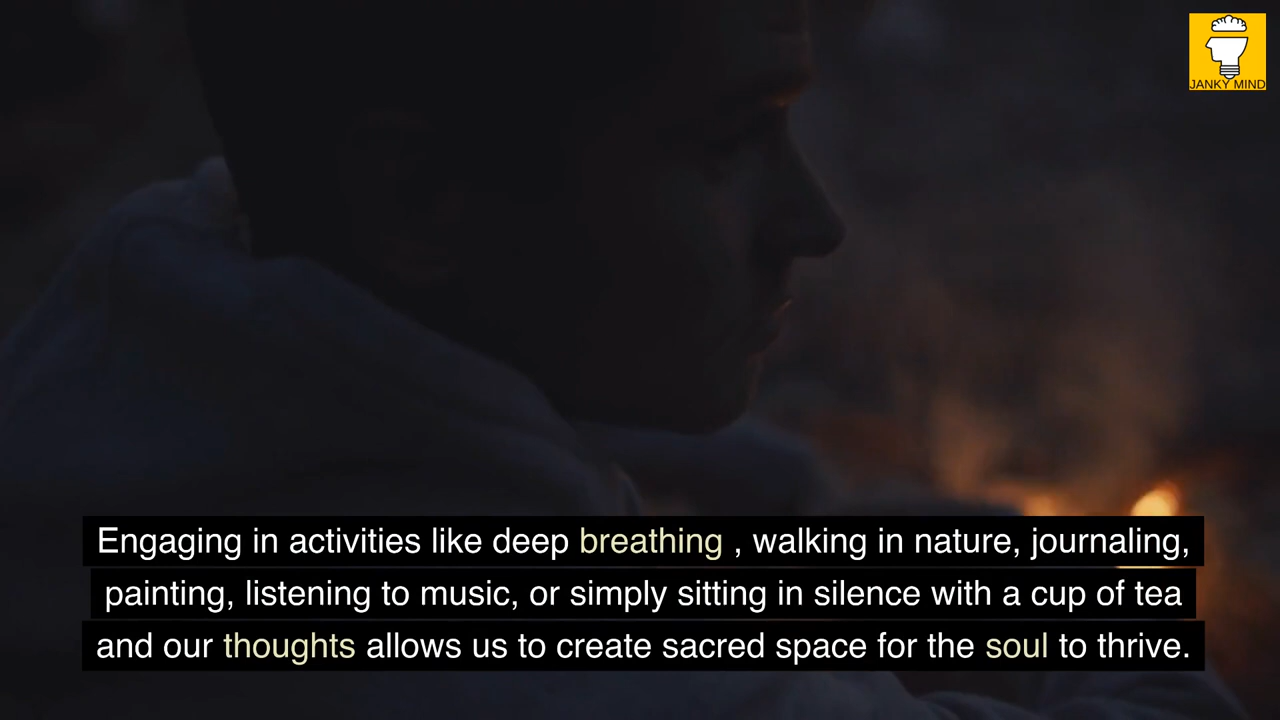 JANKY MIND
Engaging in activities like deep breathing , walking in nature, journaling,
painting, listening to music, or simply sitting in silence with a cup of tea
and our thoughts allows us to create sacred space for the soul to thrive.